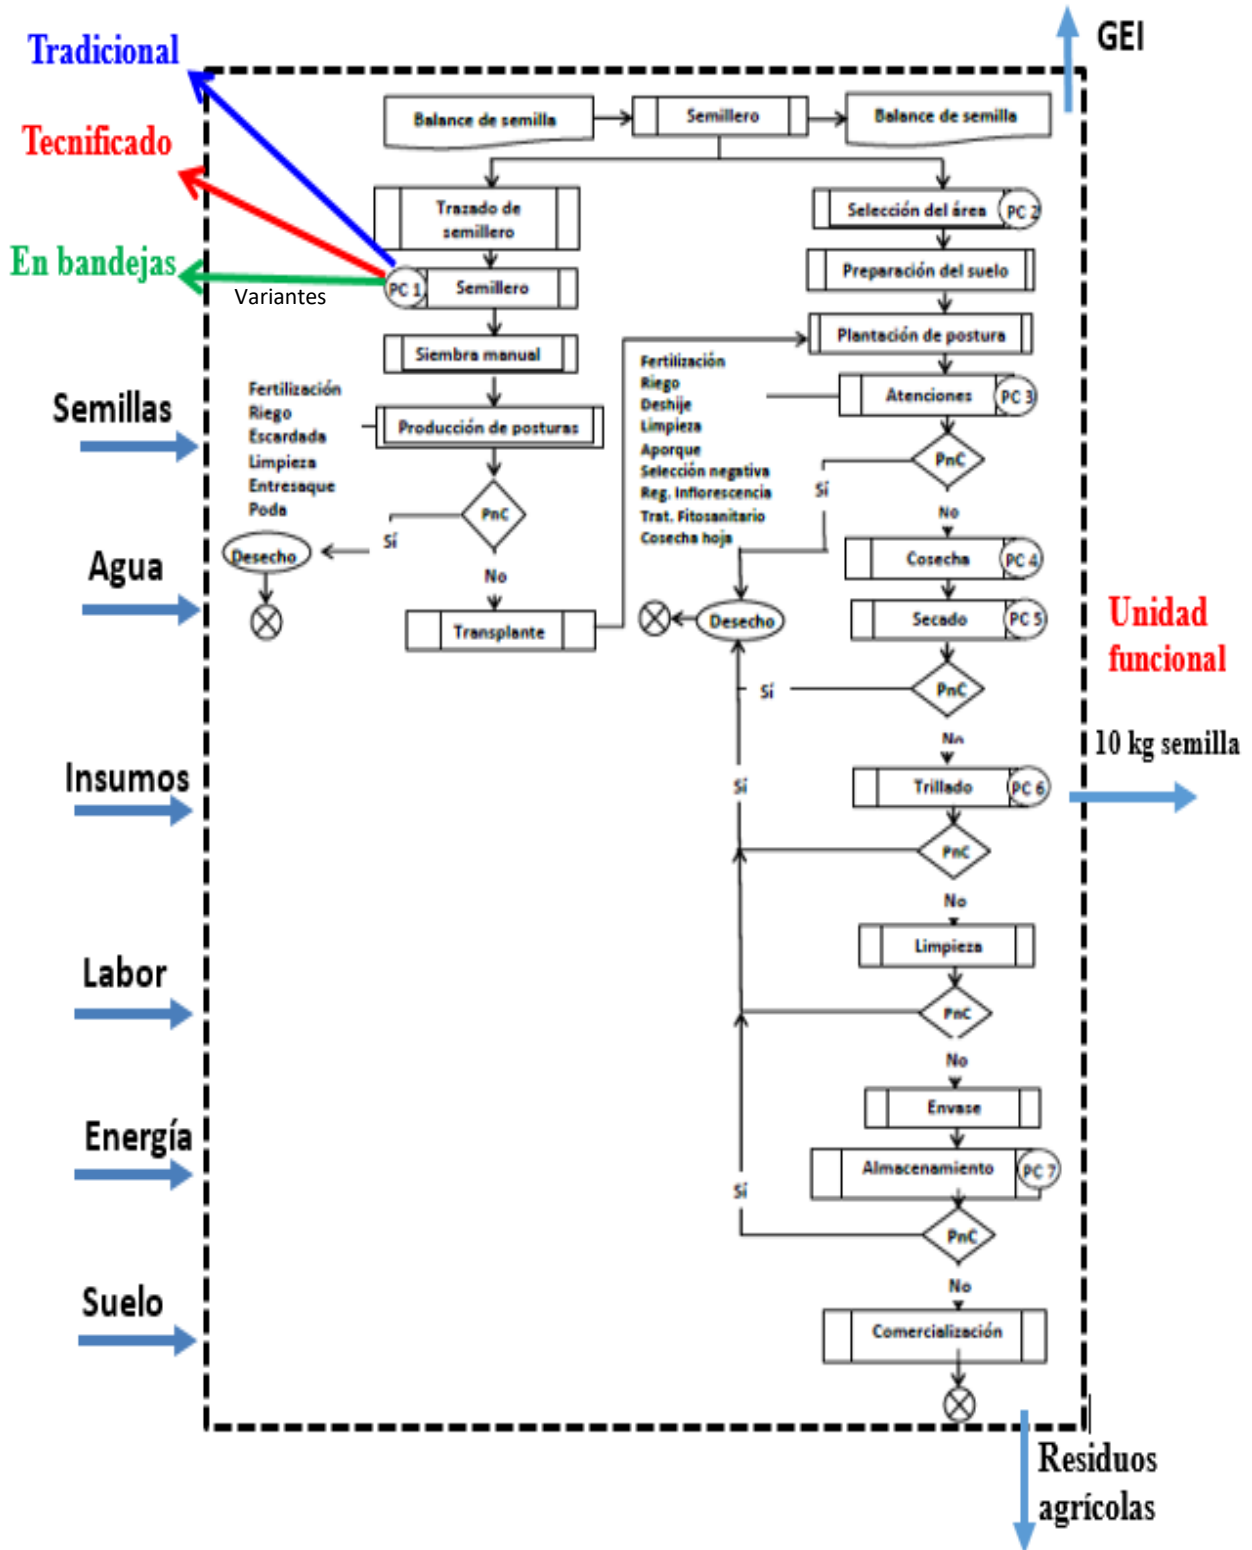 GEI
Tradicional
Tecnificado
En bandejas
Variantes
Balance de semilla
Semillero
Balance de semilla
Trazado de
semillero
PC 1
Semillero
Siembra manual
Fertilización
Riego
Escardada
Limpieza
Entresaque
Poda
Producción de posturas
PnC
Sí
Desecho
No
Transplante
Selección del área
PC 2
Preparación del suelo
Plantación de postura
Fertilización
Riego
Deshije
Limpieza
Aporque
Selección negativa
Reg. Inflorescencia
Trat. Fitosanitario
Cosecha hoja
Atenciones
PC 3
PnC
Sí
No
Cosecha
PC 4
Desecho
Secado
PC 5
PnC
Sí
No
Trillado
PC 6
Sí
PnC
No
Limpieza
PnC
No
Envase
Almacenamiento
PC 7
Sí
PnC
No
Comercialización
Semillas
Agua
Insumos
Labor
Energía
Suelo
Unidad
funcional
10 kg semilla
Residuos
agrícolas